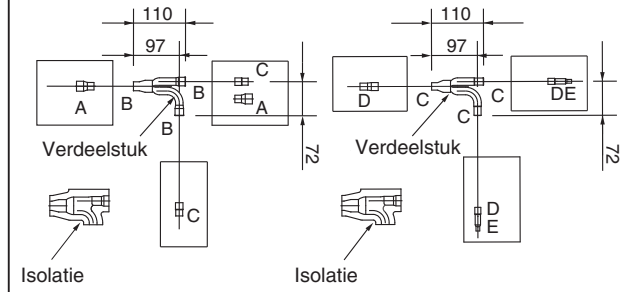 110
97
A
B
B
B
C
A
C
72
Verdeelstuk
Isolatie
110
97
D
C
C
C
DE
D
E
72
Verdeelstuk
Isolatie